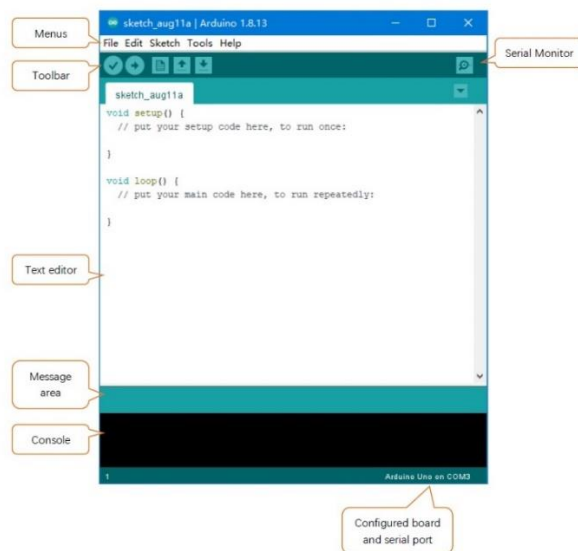 sketch_aug11a | Arduino 1.8.13
Menus
File Edit Sketch Tools Help
Serial Monitor
Toolbar
sketch_aug11a
void setup() {
// put your setup code here, to run once:
}
void loop() {
// put your main code here, to run repeatedly:
}
Text editor
Message
area
Console
1
Arduino Uno on COM3
Configured board
and serial port